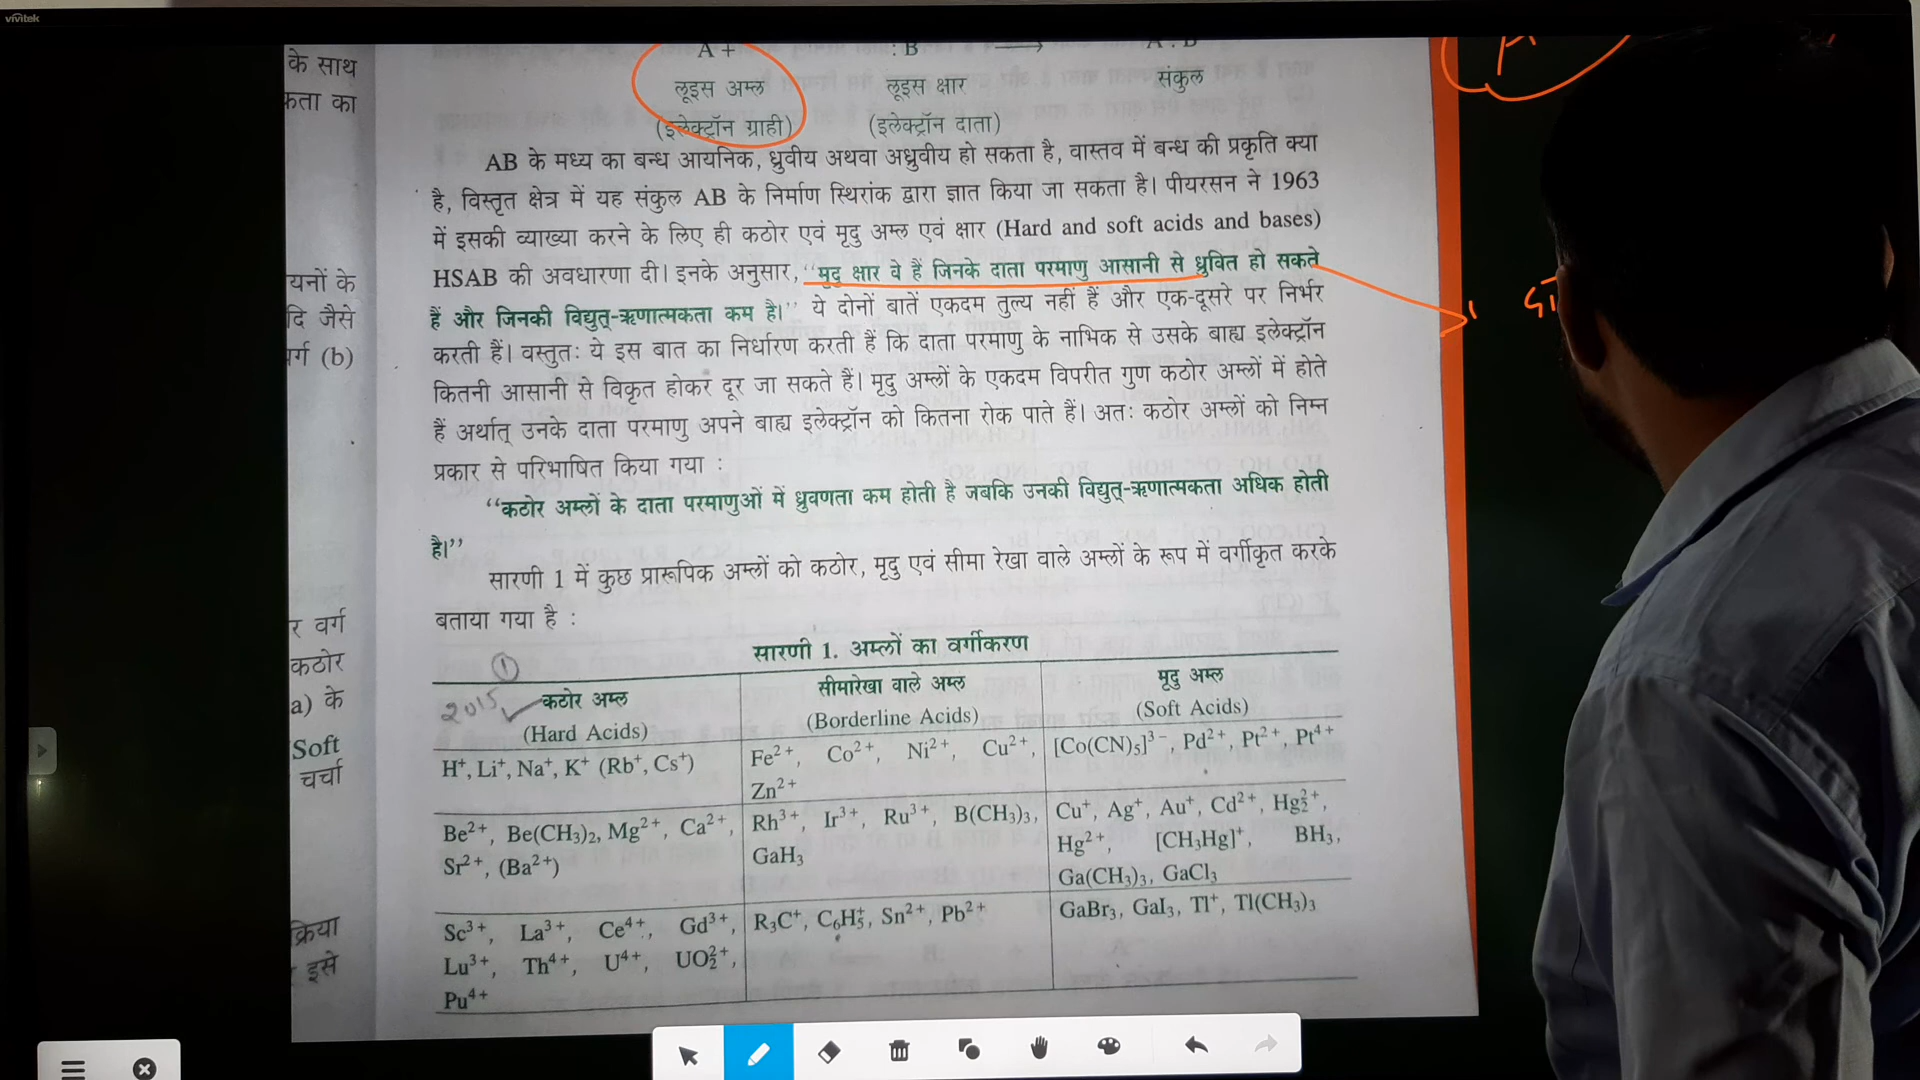 vivitek
के साथ
कता का
यनों के
दि जैसे
वर्ग (b)
र वर्ग
कठोर
a) के
Soft
चर्चा
क्रिया
इसे
A + : B ⟶ A : B
लूइस अम्ल लूइस क्षार संकुल
(इलेक्ट्रॉन ग्राही) (इलेक्ट्रॉन दाता)
AB के मध्य का बन्ध आयनिक, ध्रुवीय अथवा अध्रुवीय हो सकता है, वास्तव में बन्ध की प्रकृति क्या
है, विस्तृत क्षेत्र में यह संकुल AB के निर्माण स्थिरांक द्वारा ज्ञात किया जा सकता है। पीयरसन ने 1963
में इसकी व्याख्या करने के लिए ही कठोर एवं मृदु अम्ल एवं क्षार (Hard and soft acids and bases)
HSAB की अवधारणा दी। इनके अनुसार, “मृदु क्षार वे हैं जिनके दाता परमाणु आसानी से ध्रुवित हो सकते
हैं और जिनकी विद्युत्-ऋणात्मकता कम है।” ये दोनों बातें एकदम तुल्य नहीं हैं और एक-दूसरे पर निर्भर
करती हैं। वस्तुतः ये इस बात का निर्धारण करती हैं कि दाता परमाणु के नाभिक से उसके बाह्य इलेक्ट्रॉन
कितनी आसानी से विकृत होकर दूर जा सकते हैं। मृदु अम्लों के एकदम विपरीत गुण कठोर अम्लों में होते
हैं अर्थात् उनके दाता परमाणु अपने बाह्य इलेक्ट्रॉन को कितना रोक पाते हैं। अतः कठोर अम्लों को निम्न
प्रकार से परिभाषित किया गया :
“कठोर अम्लों के दाता परमाणुओं में ध्रुवणता कम होती है जबकि उनकी विद्युत्-ऋणात्मकता अधिक होती
है।”
सारणी 1 में कुछ प्रारूपिक अम्लों को कठोर, मृदु एवं सीमा रेखा वाले अम्लों के रूप में वर्गीकृत करके
बताया गया है :
सारणी 1. अम्लों का वर्गीकरण
①
2015 कठोर अम्ल
(Hard Acids)
सीमारेखा वाले अम्ल
(Borderline Acids)
मृदु अम्ल
(Soft Acids)
H⁺, Li⁺, Na⁺, K⁺ (Rb⁺, Cs⁺)
Fe²⁺, Co²⁺, Ni²⁺, Cu²⁺,
Zn²⁺
[Co(CN)₅]³⁻, Pd²⁺, Pt²⁺, Pt⁴⁺
Be²⁺, Be(CH₃)₂, Mg²⁺, Ca²⁺,
Sr²⁺, (Ba²⁺)
Rh³⁺, Ir³⁺, Ru³⁺, B(CH₃)₃,
GaH₃
Cu⁺, Ag⁺, Au⁺, Cd²⁺, Hg₂²⁺,
Hg²⁺, [CH₃Hg]⁺, BH₃,
Ga(CH₃)₃, GaCl₃
Sc³⁺, La³⁺, Ce⁴⁺, Gd³⁺,
Lu³⁺, Th⁴⁺, U⁴⁺, UO₂²⁺,
Pu⁴⁺
R₃C⁺, C₆H₅⁺, Sn²⁺, Pb²⁺
GaBr₃, GaI₃, Tl⁺, Tl(CH₃)₃